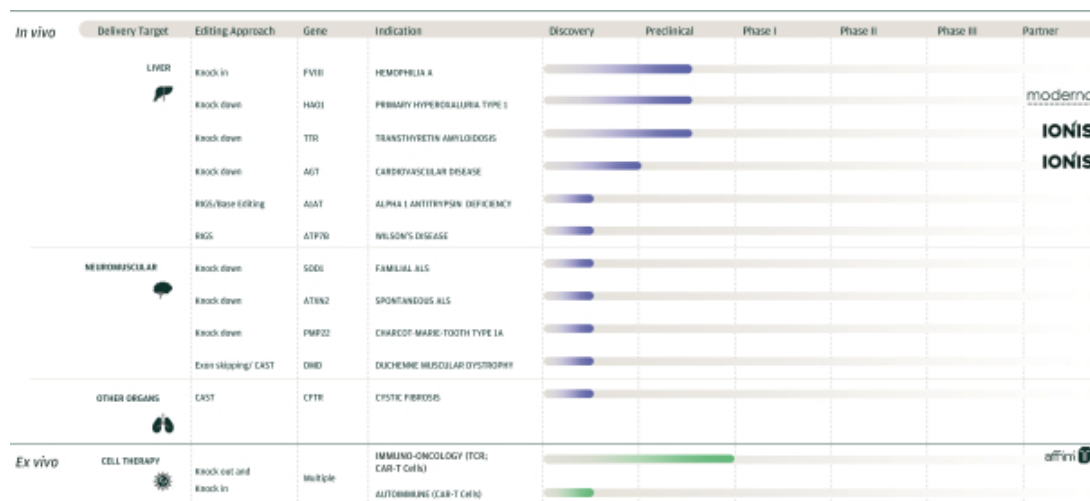 In vivo Delivery Target Editing Approach Gene Indication Discovery Preclinical Phase I Phase II Phase III Partner
LIVER Knock in FVIII HEMOPHILIA A
Knock down HAO1 PRIMARY HYPEROXALURIA TYPE 1 moderna
Knock down TTR TRANSTHYRETIN AMYLOIDOSIS IONIS
Knock down AGT CARDIOVASCULAR DISEASE IONIS
RIGS/Base Editing A1AT ALPHA 1 ANTITRYPSIN DEFICIENCY
RIGS ATP7B WILSON'S DISEASE
NEUROMUSCULAR Knock down SOD1 FAMILIAL ALS
Knock down ATXN2 SPONTANEOUS ALS
Knock down PMP22 CHARCOT-MARIE-TOOTH TYPE 1A
Exon skipping/ CAST DMD DUCHENNE MUSCULAR DYSTROPHY
OTHER ORGANS CAST CFTR CYSTIC FIBROSIS
Ex vivo CELL THERAPY Knock out and Knock in Multiple IMMUNO-ONCOLOGY (TCR;
CAR-T Cells) affini
AUTOIMMUNE (CAR-T Cells)